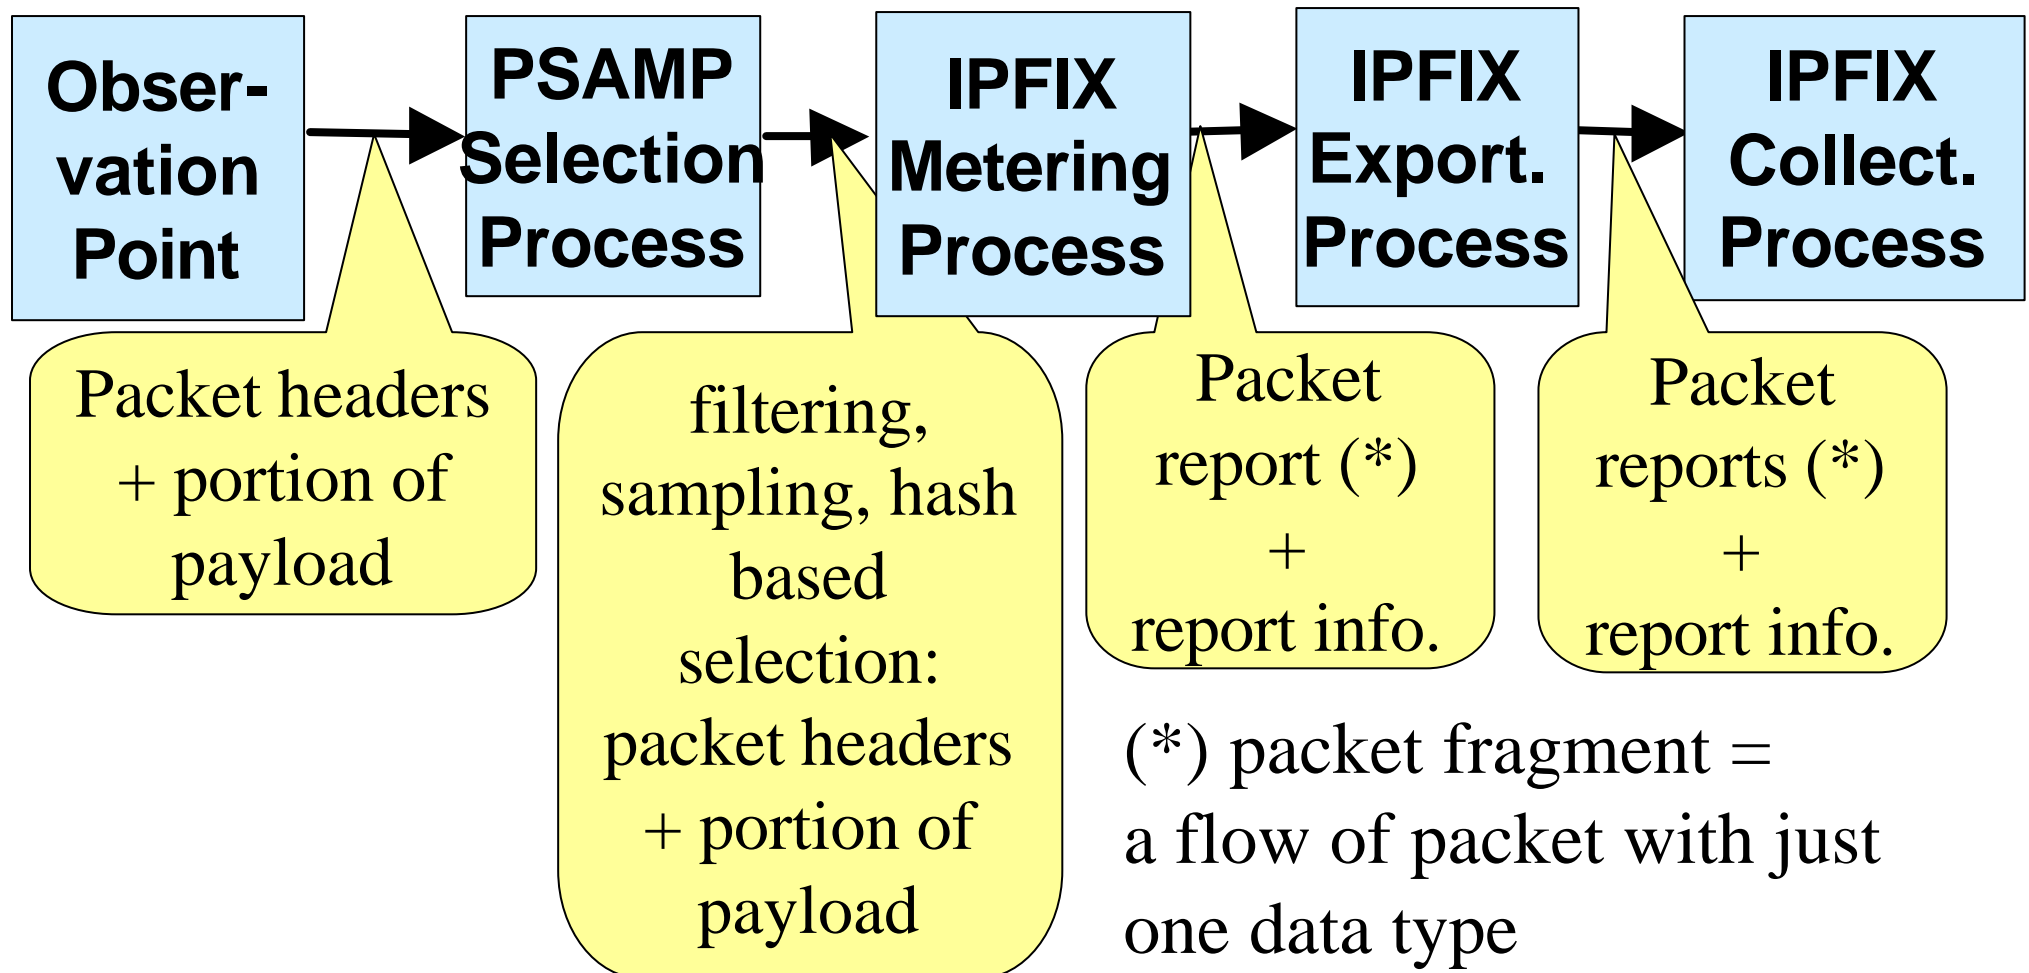 Obser-
vation
Point
PSAMP
Selection
Process
IPFIX
Metering
Process
IPFIX
Export.
Process
IPFIX
Collect.
Process
Packet headers
+ portion of
payload
filtering,
sampling, hash
based
selection:
packet headers
+ portion of
payload
Packet
report (*)
+
report info.
Packet
reports (*)
+
report info.
(*) packet fragment =
a flow of packet with just
one data type